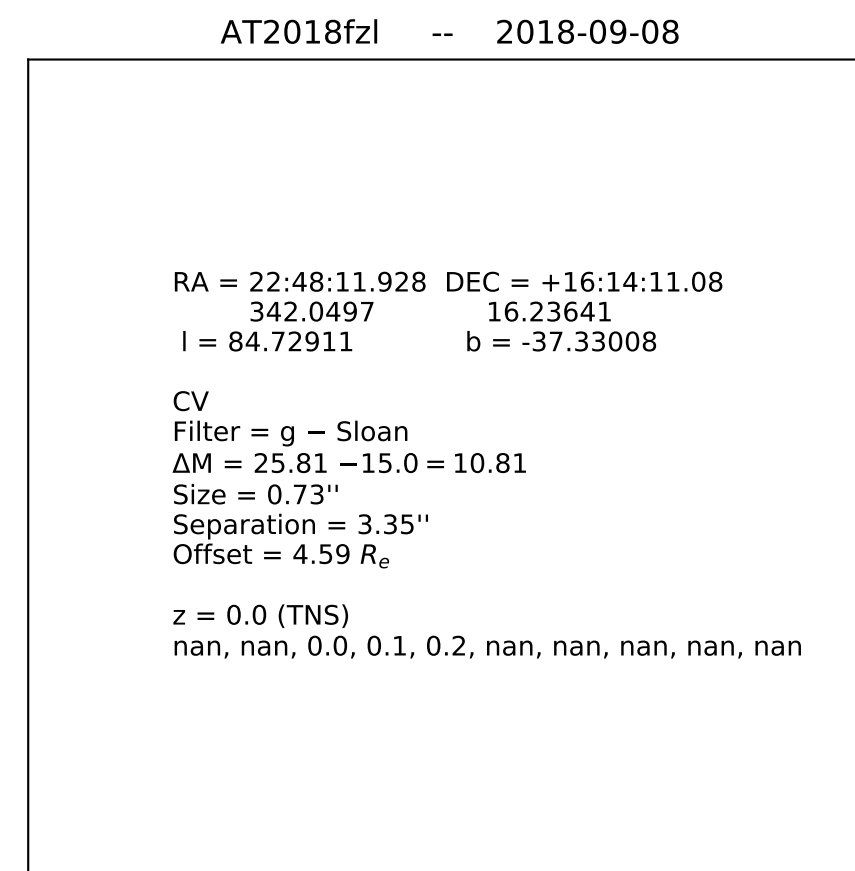 AT2018fzl -- 2018-09-08
RA = 22:48:11.928 DEC = +16:14:11.08
342.0497 16.23641
l = 84.72911 b = -37.33008
CV
Filter = g − Sloan
ΔM = 25.81 −15.0 = 10.81
Size = 0.73''
Separation = 3.35''
Offset = 4.59 Rₑ
z = 0.0 (TNS)
nan, nan, 0.0, 0.1, 0.2, nan, nan, nan, nan, nan